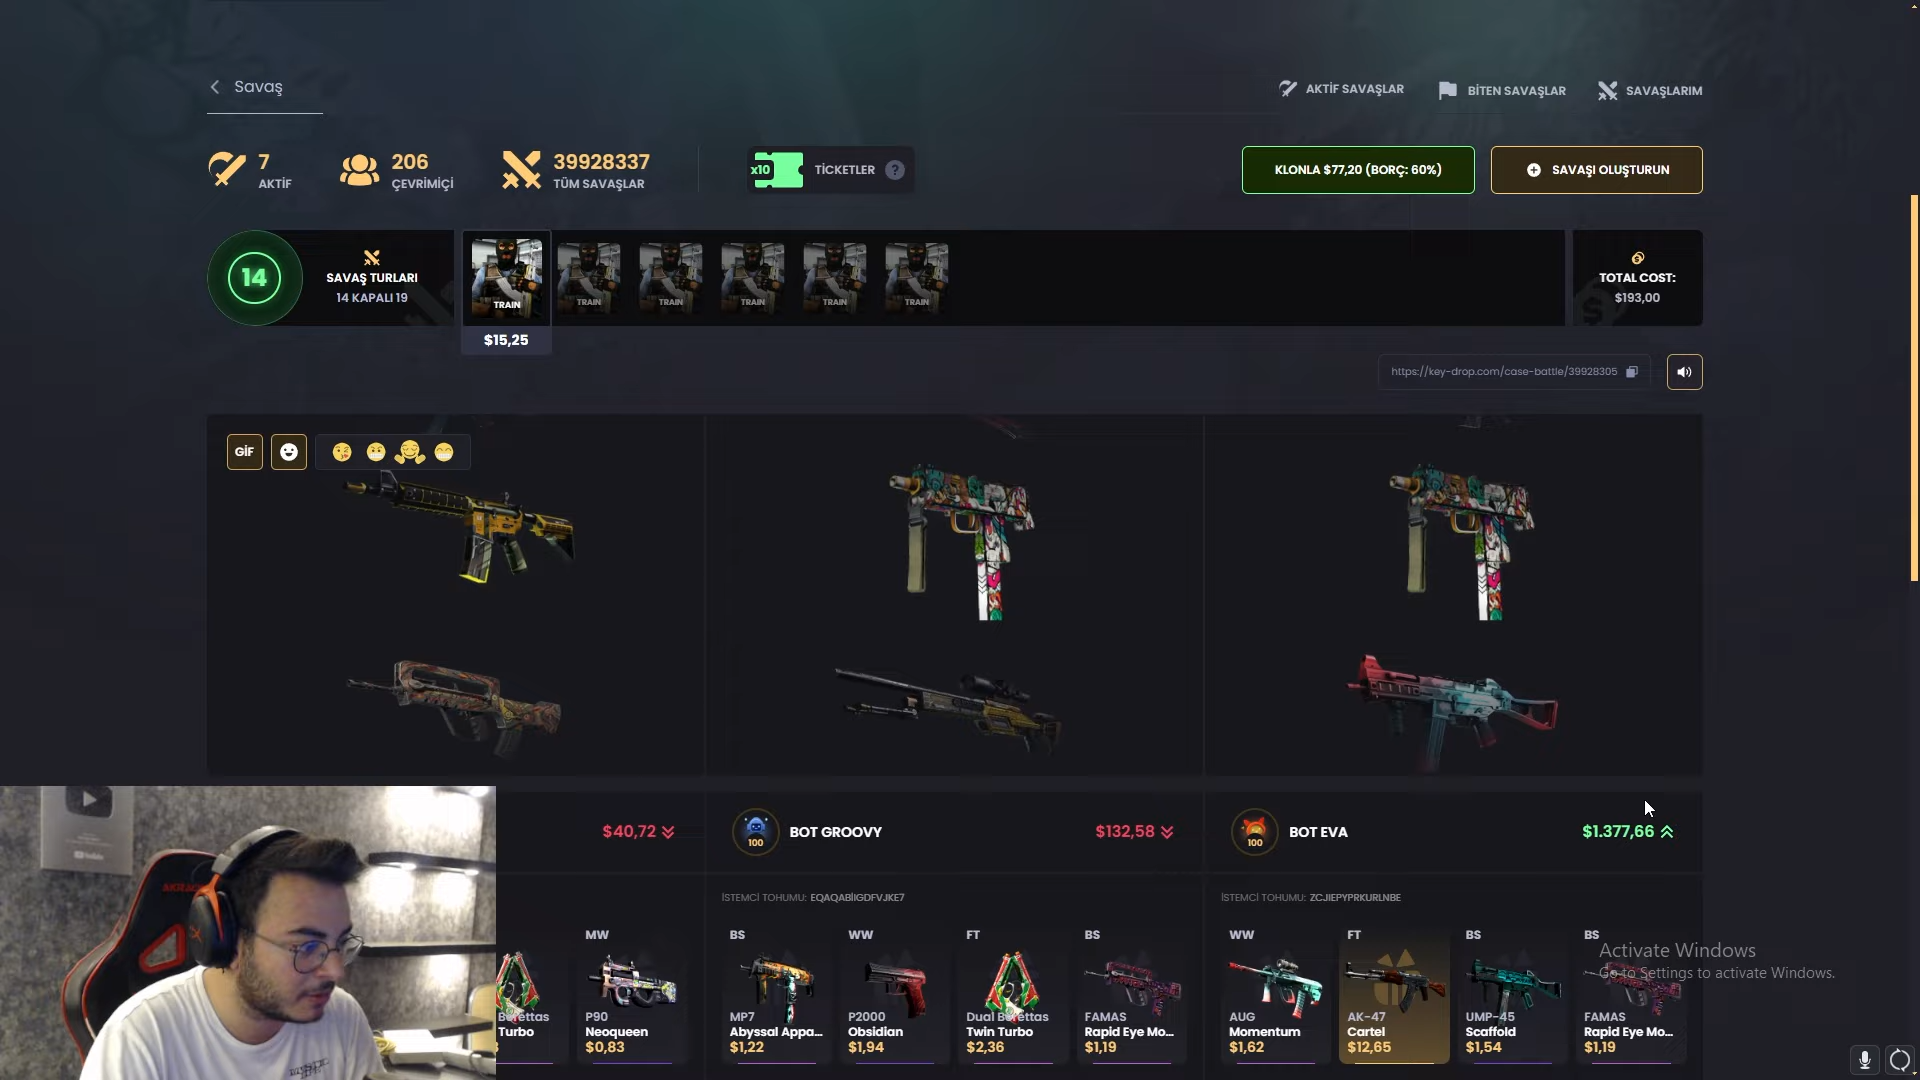 Savaş
AKTİF SAVAŞLAR
BİTEN SAVAŞLAR
SAVAŞLARIM
7
AKTİF
206
ÇEVRİMİÇİ
39928337
TÜM SAVAŞLAR
x10
TİCKETLER
?
KLONLA $77,20 (BORÇ: 60%)
SAVAŞI OLUŞTURUN
14
SAVAŞ TURLARI
14 KAPALI 19
TRAIN
TRAIN
TRAIN
TRAIN
TRAIN
TRAIN
$15,25
TOTAL COST:
$193,00
https://key-drop.com/case-battle/39928305
GİF
$40,72
100
BOT GROOVY
$132,58
100
BOT EVA
$1.377,66
İSTEMCİ TOHUMU: EQAQABİIGDFVJKE7
İSTEMCİ TOHUMU: ZCJIEPYPRKURLNBE
Turbo
MW
P90
Neoqueen
$0,83
BS
MP7
Abyssal Appa...
$1,22
WW
P2000
Obsidian
$1,94
FT
Dual Berettas
Twin Turbo
$2,36
BS
FAMAS
Rapid Eye Mo...
$1,19
WW
AUG
Momentum
$1,62
FT
AK-47
Cartel
$12,65
BS
UMP-45
Scaffold
$1,54
BS
FAMAS
Rapid Eye Mo...
$1,19
Activate Windows
Go to Settings to activate Windows.